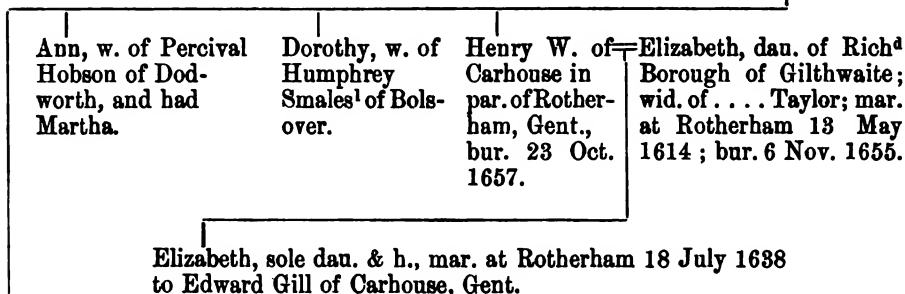 Ann, w. of Percival
Hobson of Dod-
worth, and had
Martha.
Dorothy, w. of
Humphrey
Smales¹ of Bols-
over.
Henry W. of
Carhouse in
par. of Rother-
ham, Gent.,
bur. 23 Oct.
1657.
Elizabeth, dau. of Richᵈ
Borough of Gilthwaite;
wid. of .... Taylor; mar.
at Rotherham 13 May
1614; bur. 6 Nov. 1655.
Elizabeth, sole dau. & h., mar. at Rotherham 18 July 1638
to Edward Gill of Carhouse, Gent.